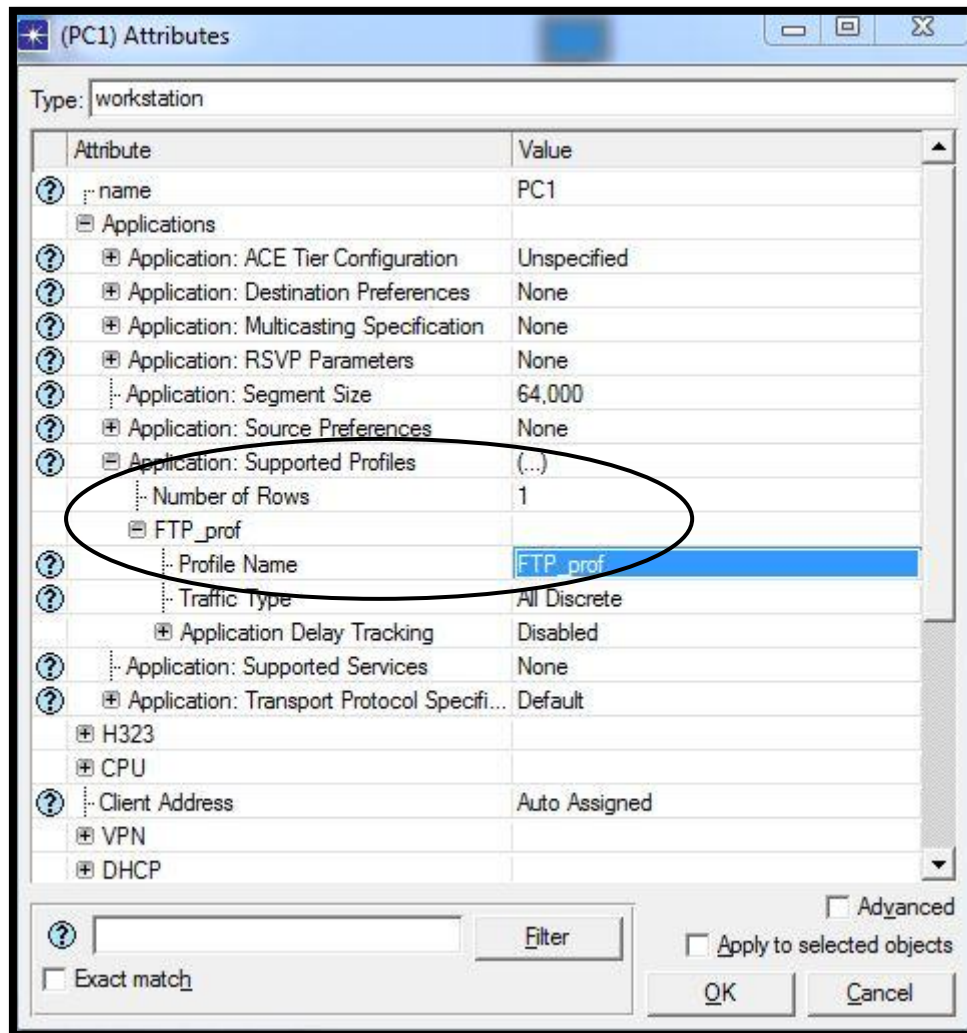 (PC1) Attributes
Type: workstation
Attribute Value
name PC1
Applications
Application: ACE Tier Configuration Unspecified
Application: Destination Preferences None
Application: Multicasting Specification None
Application: RSVP Parameters None
Application: Segment Size 64,000
Application: Source Preferences None
Application: Supported Profiles (...)
Number of Rows 1
FTP_prof
Profile Name FTP_prof
Traffic Type All Discrete
Application Delay Tracking Disabled
Application: Supported Services None
Application: Transport Protocol Specifi... Default
H323
CPU
Client Address Auto Assigned
VPN
DHCP
Advanced
Filter
Apply to selected objects
Exact match
OK Cancel